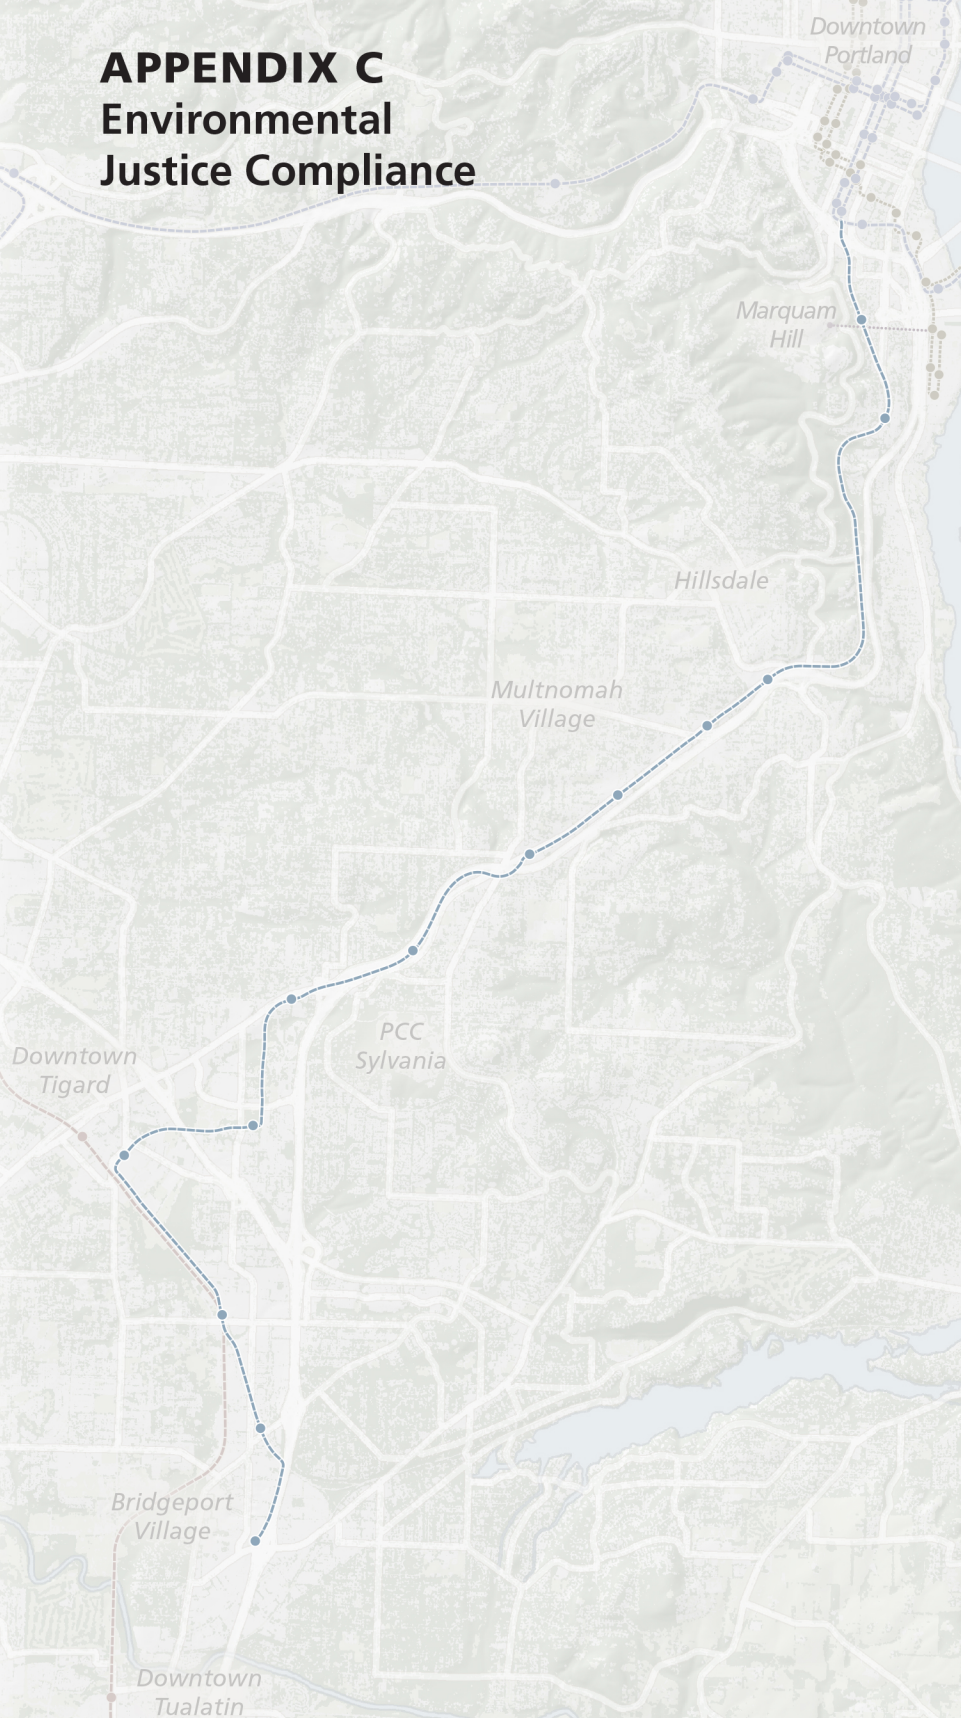 APPENDIX C
Environmental
Justice Compliance
Downtown
Portland
Marquam
Hill
Hillsdale
Multnomah
Village
PCC
Sylvania
Downtown
Tigard
Bridgeport
Village
Downtown
Tualatin